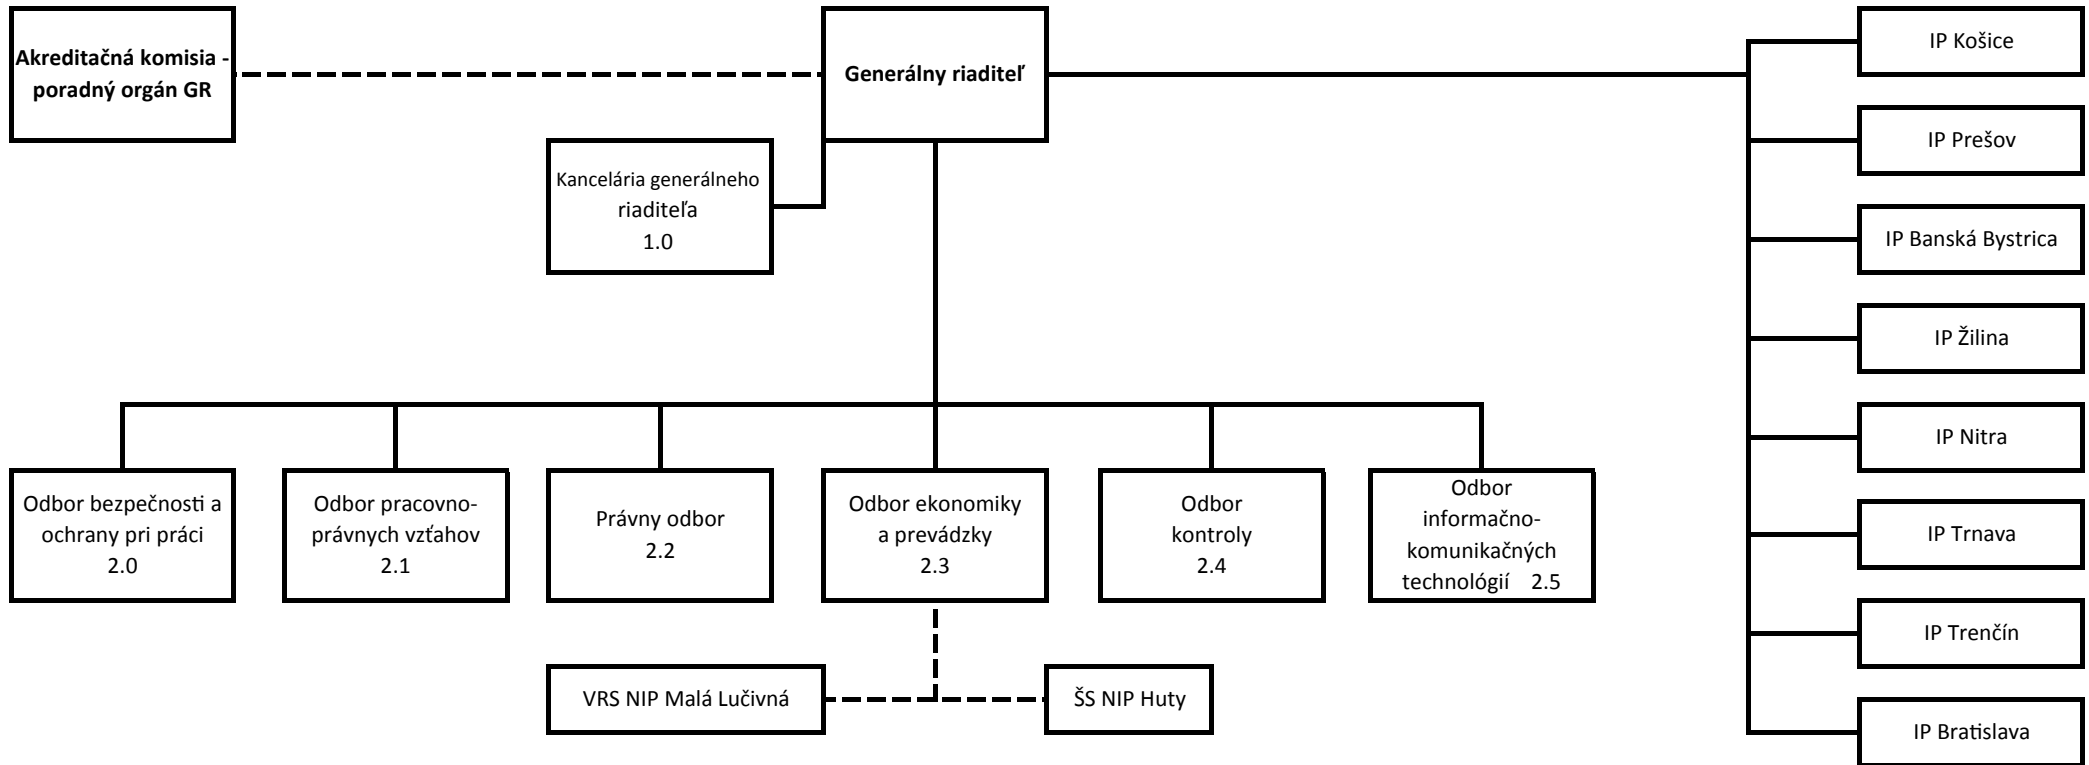 Akreditačná komisia -
poradný orgán GR
Generálny riaditeľ
Kancelária generálneho
riaditeľa
1.0
IP Košice
IP Prešov
IP Banská Bystrica
IP Žilina
IP Nitra
IP Trnava
IP Trenčín
IP Bratislava
Odbor bezpečnosti a
ochrany pri práci
2.0
Odbor pracovno-
právnych vzťahov
2.1
Právny odbor
2.2
Odbor ekonomiky
a prevádzky
2.3
Odbor
kontroly
2.4
Odbor
informačno-
komunikačných
technológií 2.5
VRS NIP Malá Lučivná
ŠS NIP Huty